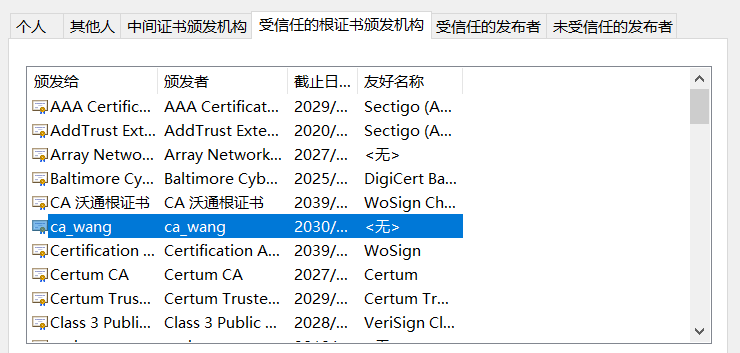 个人 其他人 中间证书颁发机构 受信任的根证书颁发机构 受信任的发布者 未受信任的发布者
颁发给 颁发者 截止日... 友好名称
AAA Certific... AAA Certificat... 2029/... Sectigo (A...
AddTrust Ext... AddTrust Exte... 2020/... Sectigo (A...
Array Netwo... Array Network... 2027/... <无>
Baltimore Cy... Baltimore Cyb... 2025/... DigiCert Ba...
CA 沃通根证书 CA 沃通根证书 2039/... WoSign Ch...
ca_wang ca_wang 2030/... <无>
Certification ... Certification A... 2039/... WoSign
Certum CA Certum CA 2027/... Certum
Certum Trus... Certum Truste... 2029/... Certum Tr...
Class 3 Publi... Class 3 Public ... 2028/... VeriSign Cl...